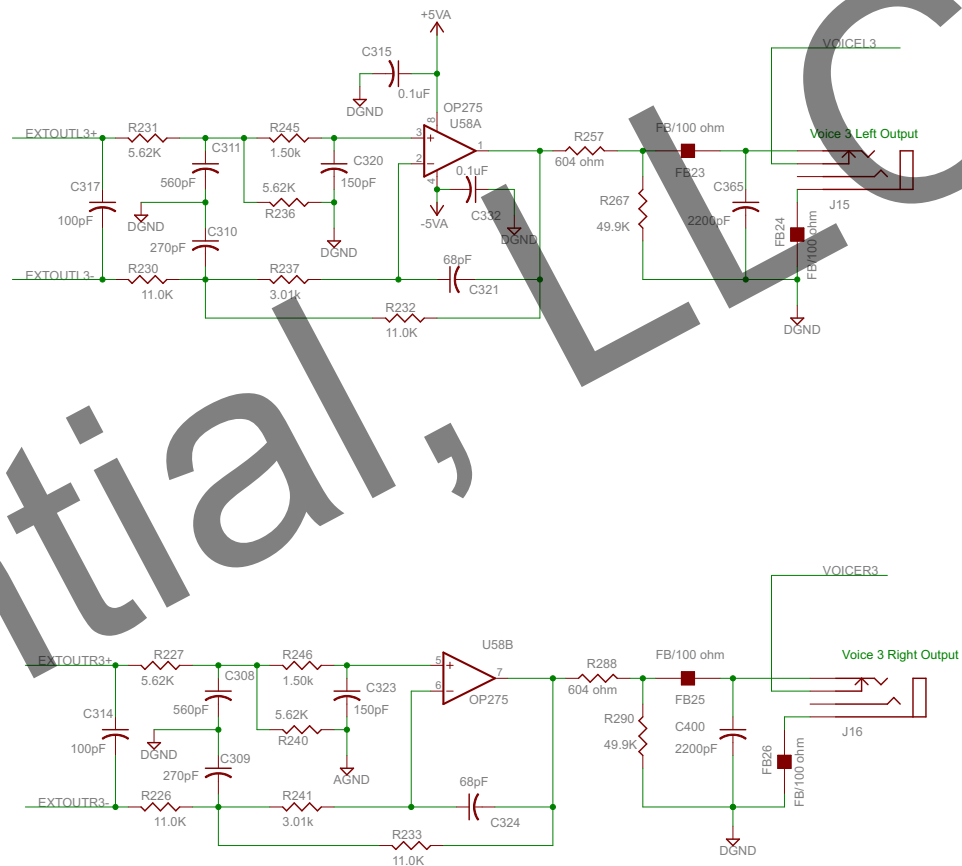 +5VA
C315
0.1uF
DGND
OP275
U58A
8
EXTOUTL3+
R231
5.62K
C311
560pF
R245
1.50k
C320
150pF
3
2
1
4
0.1uF
C332
DGND
-5VA
R257
604 ohm
FB/100 ohm
FB23
VOICEL3
Voice 3 Left Output
J15
C317
100pF
DGND
5.62K
R236
DGND
R267
49.9K
C365
2200pF
FB24
FB/100 ohm
270pF
C310
EXTOUTL3-
R230
11.0K
R237
3.01k
68pF
C321
R232
11.0K
DGND
ntial, LLC
VOICER3
EXTOUTR3+
R227
5.62K
C308
560pF
R246
1.50k
C323
150pF
U58B
5
6
7
OP275
R288
604 ohm
FB/100 ohm
FB25
Voice 3 Right Output
J16
C314
100pF
DGND
5.62K
R240
AGND
R290
49.9K
C400
2200pF
FB26
FB/100 ohm
C309
270pF
EXTOUTR3-
R226
11.0K
R241
3.01k
68pF
C324
R233
11.0K
DGND